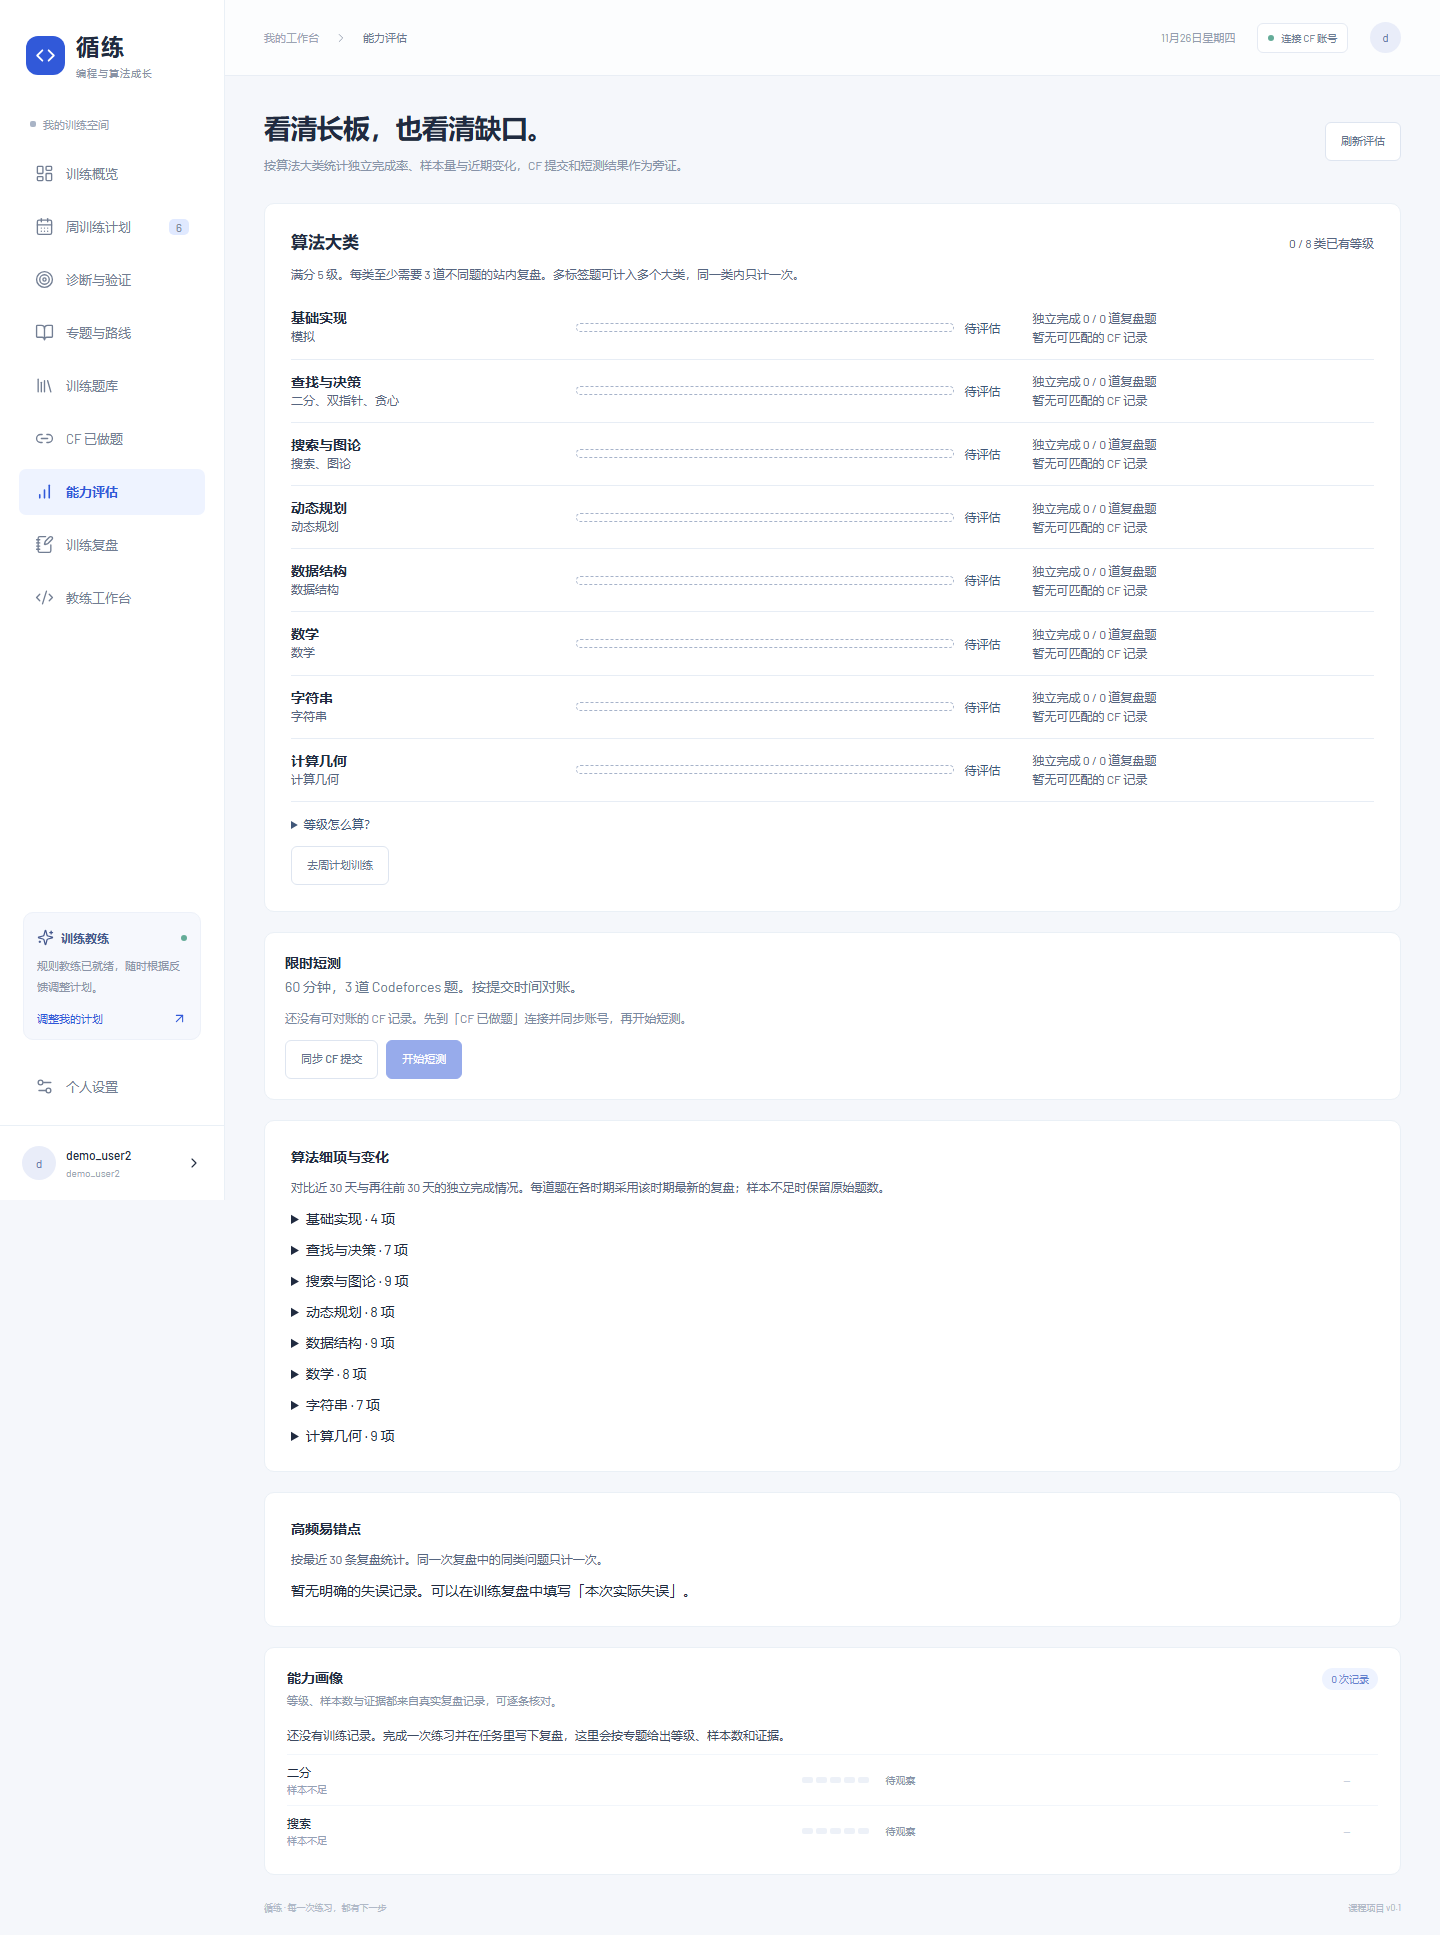 循练
编程与算法成长
我的训练空间
训练概览
周训练计划 6
诊断与验证
专题与路线
训练题库
CF 已做题
能力评估
训练复盘
教练工作台
训练教练
规则教练已就绪，随时根据反
馈调整计划。
调整我的计划
个人设置
d
demo_user2
demo_user2
我的工作台 能力评估
11月26日星期四
连接 CF 账号
d
看清长板，也看清缺口。
按算法大类统计独立完成率、样本量与近期变化，CF 提交和短测结果作为旁证。
刷新评估
算法大类
0 / 8 类已有等级
满分 5 级。每类至少需要 3 道不同题的站内复盘。多标签题可计入多个大类，同一类内只计一次。
基础实现
模拟
待评估
独立完成 0 / 0 道复盘题
暂无可匹配的 CF 记录
查找与决策
二分、双指针、贪心
待评估
独立完成 0 / 0 道复盘题
暂无可匹配的 CF 记录
搜索与图论
搜索、图论
待评估
独立完成 0 / 0 道复盘题
暂无可匹配的 CF 记录
动态规划
动态规划
待评估
独立完成 0 / 0 道复盘题
暂无可匹配的 CF 记录
数据结构
数据结构
待评估
独立完成 0 / 0 道复盘题
暂无可匹配的 CF 记录
数学
数学
待评估
独立完成 0 / 0 道复盘题
暂无可匹配的 CF 记录
字符串
字符串
待评估
独立完成 0 / 0 道复盘题
暂无可匹配的 CF 记录
计算几何
计算几何
待评估
独立完成 0 / 0 道复盘题
暂无可匹配的 CF 记录
等级怎么算?
去周计划训练
限时短测
60 分钟，3 道 Codeforces 题。按提交时间对账。
还没有可对账的 CF 记录。先到「CF 已做题」连接并同步账号，再开始短测。
同步 CF 提交
开始短测
算法细项与变化
对比近 30 天与再往前 30 天的独立完成情况。每道题在各时期采用该时期最新的复盘；样本不足时保留原始题数。
基础实现 · 4 项
查找与决策 · 7 项
搜索与图论 · 9 项
动态规划 · 8 项
数据结构 · 9 项
数学 · 8 项
字符串 · 7 项
计算几何 · 9 项
高频易错点
按最近 30 条复盘统计。同一次复盘中的同类问题只计一次。
暂无明确的失误记录。可以在训练复盘中填写「本次实际失误」。
能力画像
0 次记录
等级、样本数与证据都来自真实复盘记录，可逐条核对。
还没有训练记录。完成一次练习并在任务里写下复盘，这里会按专题给出等级、样本数和证据。
二分
样本不足
待观察
—
搜索
样本不足
待观察
—
循练 · 每一次练习，都有下一步
课程项目 v0.1